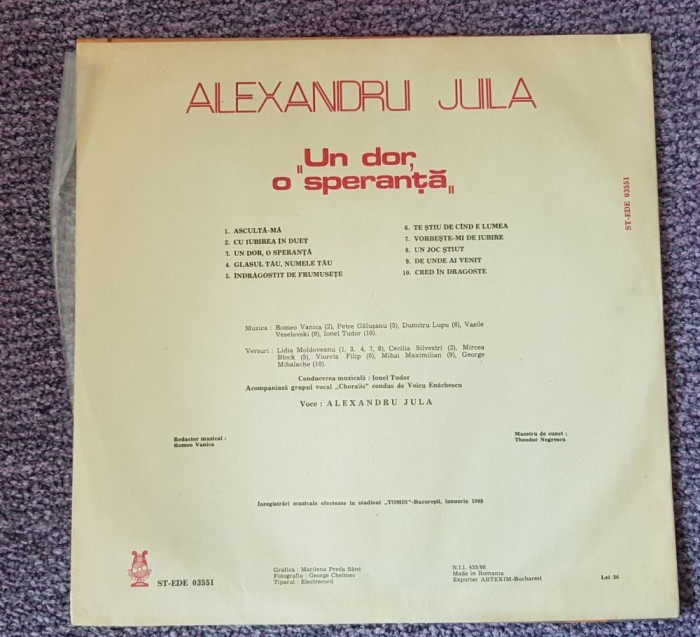 ALEXANDRU JULA
"Un dor,
o speranță"
ST-EDE 03551
1. ASCULTĂ-MĂ
2. CU IUBIREA ÎN DUET
3. UN DOR, O SPERANȚĂ
4. GLASUL TĂU, NUMELE TĂU
5. ÎNDRĂGOSTIT DE FRUMUSEȚE
6. TE ȘTIU DE CÎND E LUMEA
7. VORBEȘTE-MI DE IUBIRE
8. UN JOC ȘTIUT
9. DE UNDE AI VENIT
10. CRED ÎN DRAGOSTE
Muzica : Romeo Vanica (2), Petre Gălușanu (5), Dumitru Lupu (6), Vasile
Veselovski (9), Ionel Tudor (10).
Versuri : Lidia Moldoveanu (1, 3, 4, 7, 8), Cecilia Silvestri (2), Mircea
Block (5), Viorela Filip (6), Mihai Maximilian (9), George
Mihalache (10).
Conducerea muzicală : Ionel Tudor
Acompaniază grupul vocal „Choralis" condus de Voicu Enăchescu
Voce : ALEXANDRU JULA
Redactor muzical :
Romeo Vanica
Maestru de sunet :
Theodor Negrescu
Înregistrări muzicale efectuate în studioul „TOMIS"-București, ianuarie 1988
ST-EDE 03551
Grafica : Marilena Preda Sânc
Fotografia : George Chelmec
Tiparul : Electrecord
N.I.I. 433/88
Made in Romania
Exporter ARTEXIM-Bucharest
Lei 26